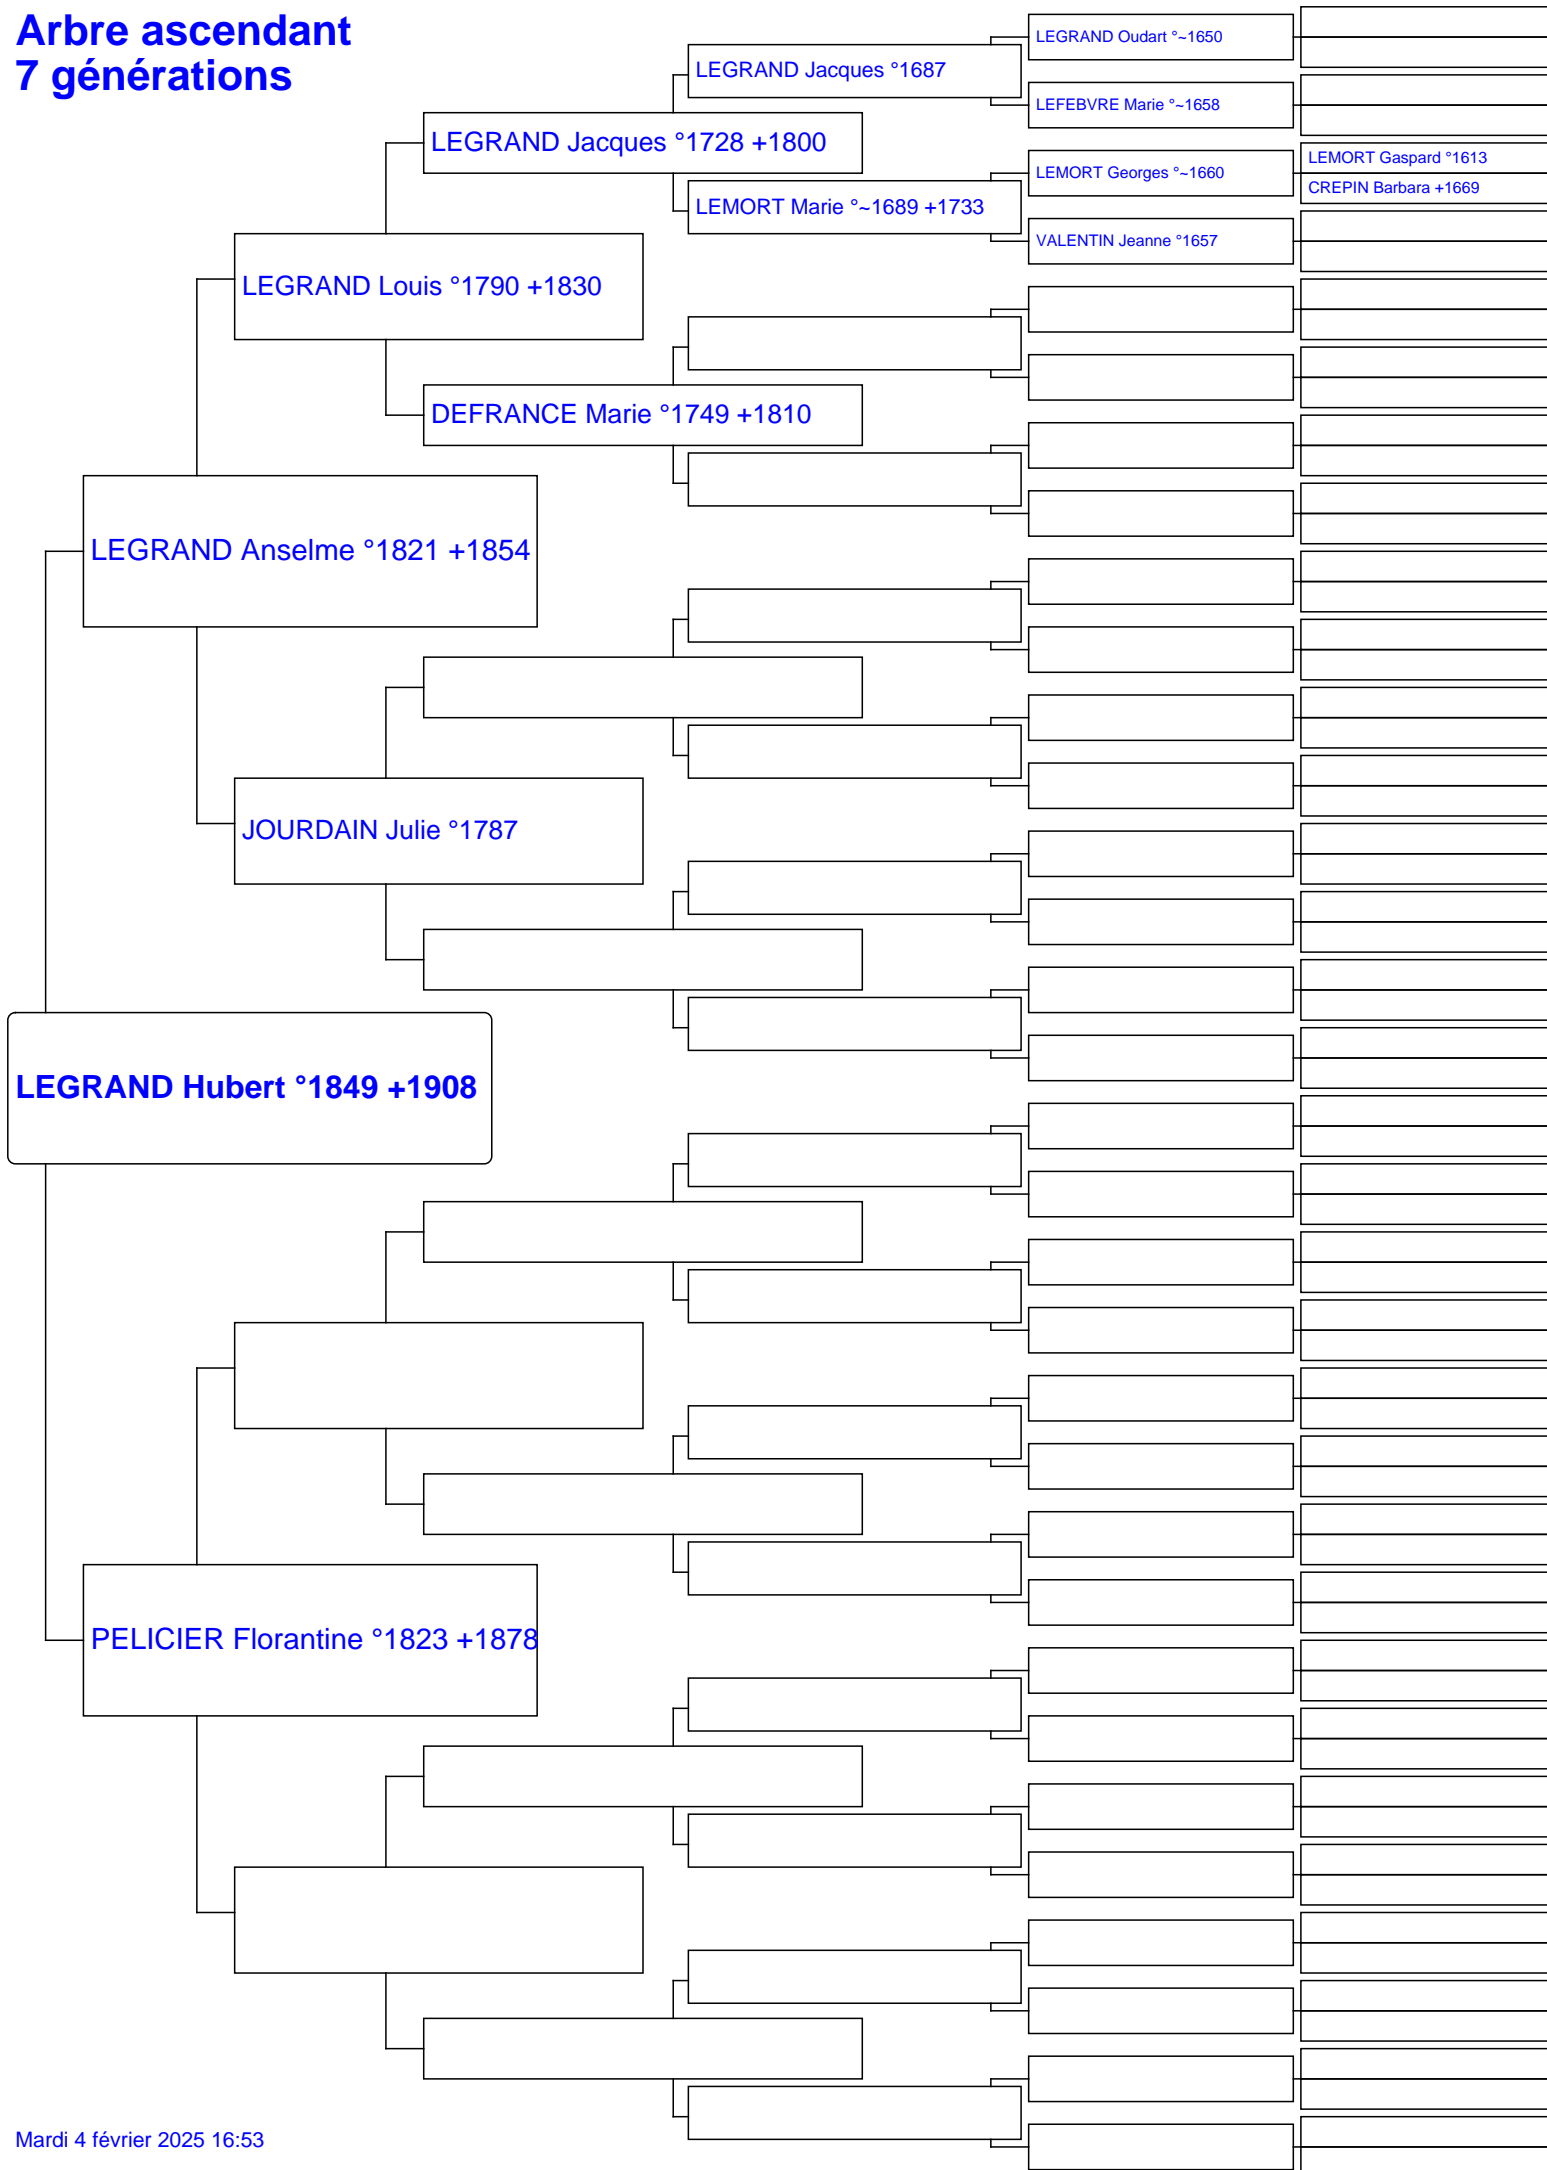 Arbre ascendant
7 générations
LEGRAND Oudart °~1650
LEGRAND Jacques °1687
LEFEBVRE Marie °~1658
LEGRAND Jacques °1728 +1800
LEMORT Gaspard °1613
LEMORT Georges °~1660
CREPIN Barbara +1669
LEMORT Marie °~1689 +1733
VALENTIN Jeanne °1657
LEGRAND Louis °1790 +1830
DEFRANCE Marie °1749 +1810
LEGRAND Anselme °1821 +1854
JOURDAIN Julie °1787
LEGRAND Hubert °1849 +1908
PELICIER Florantine °1823 +1878
Mardi 4 février 2025 16:53